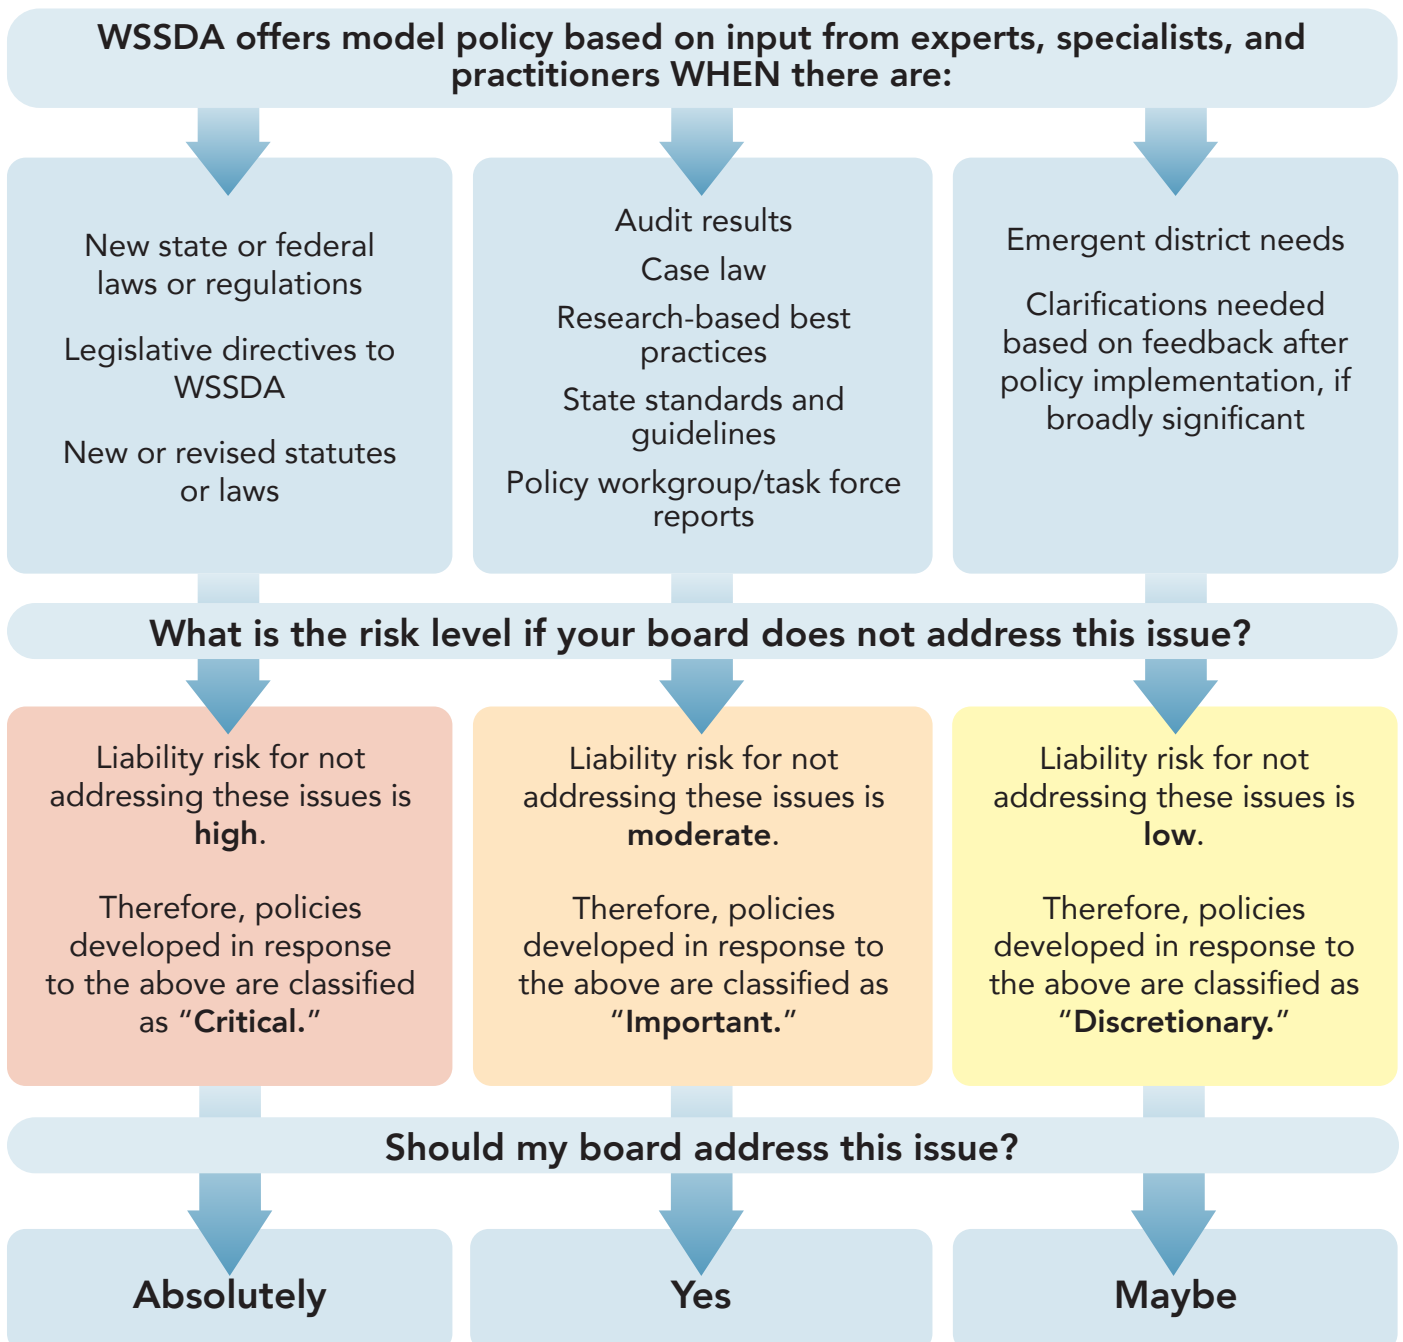 WSSDA offers model policy based on input from experts, specialists, and
practitioners WHEN there are:
New state or federal
laws or regulations
Legislative directives to
WSSDA
New or revised statutes
or laws
Audit results
Case law
Research-based best
practices
State standards and
guidelines
Policy workgroup/task force
reports
Emergent district needs
Clarifications needed
based on feedback after
policy implementation, if
broadly significant
What is the risk level if your board does not address this issue?
Liability risk for not
addressing these issues is
high.
Therefore, policies
developed in response
to the above are classified
as “Critical.”
Liability risk for not
addressing these issues is
moderate.
Therefore, policies
developed in response to
the above are classified as
“Important.”
Liability risk for not
addressing these issues is
low.
Therefore, policies
developed in response to
the above are classified as
“Discretionary.”
Should my board address this issue?
Absolutely
Yes
Maybe